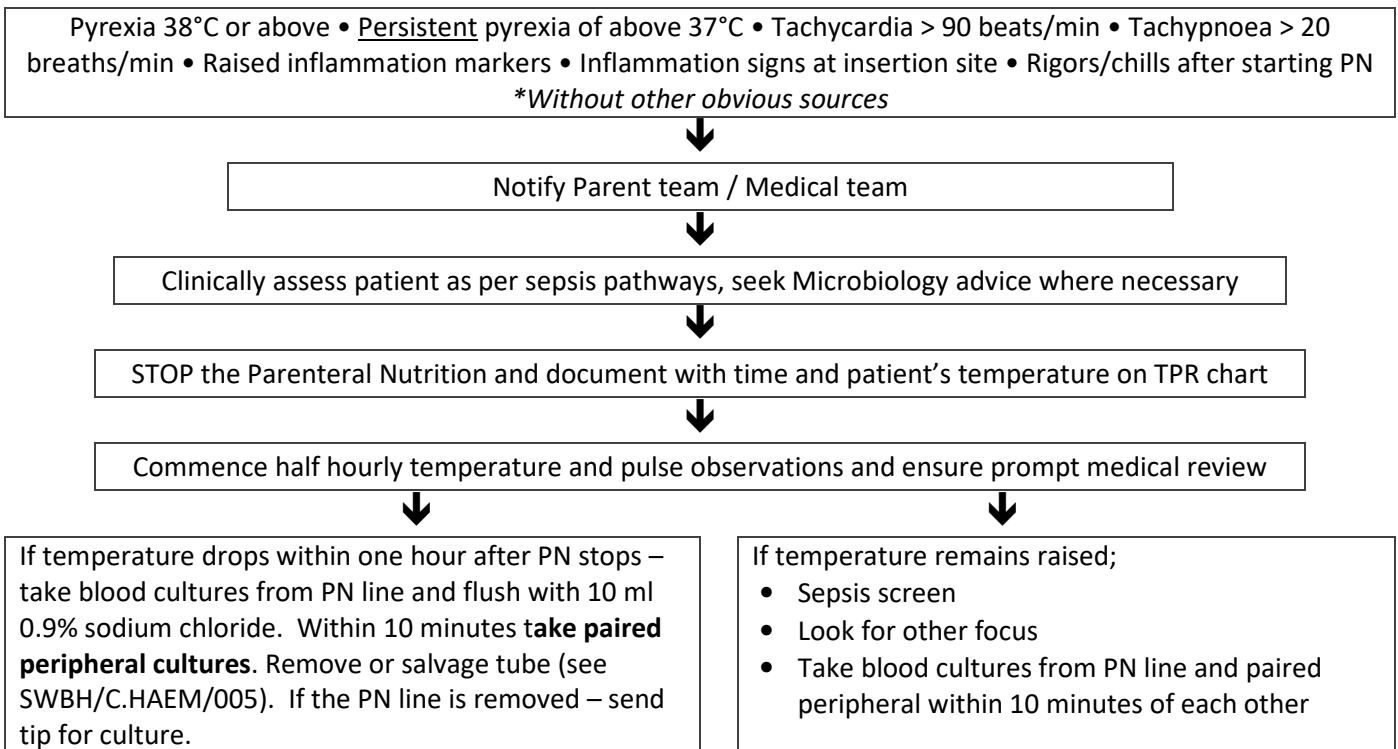 Pyrexia 38°C or above • Persistent pyrexia of above 37°C • Tachycardia > 90 beats/min • Tachypnoea > 20
breaths/min • Raised inflammation markers • Inflammation signs at insertion site • Rigors/chills after starting PN
*Without other obvious sources
Notify Parent team / Medical team
Clinically assess patient as per sepsis pathways, seek Microbiology advice where necessary
STOP the Parenteral Nutrition and document with time and patient’s temperature on TPR chart
Commence half hourly temperature and pulse observations and ensure prompt medical review
If temperature drops within one hour after PN stops –
take blood cultures from PN line and flush with 10 ml
0.9% sodium chloride.  Within 10 minutes take paired
peripheral cultures. Remove or salvage tube (see
SWBH/C.HAEM/005).  If the PN line is removed – send
tip for culture.
If temperature remains raised;
• Sepsis screen
• Look for other focus
• Take blood cultures from PN line and paired
peripheral within 10 minutes of each other